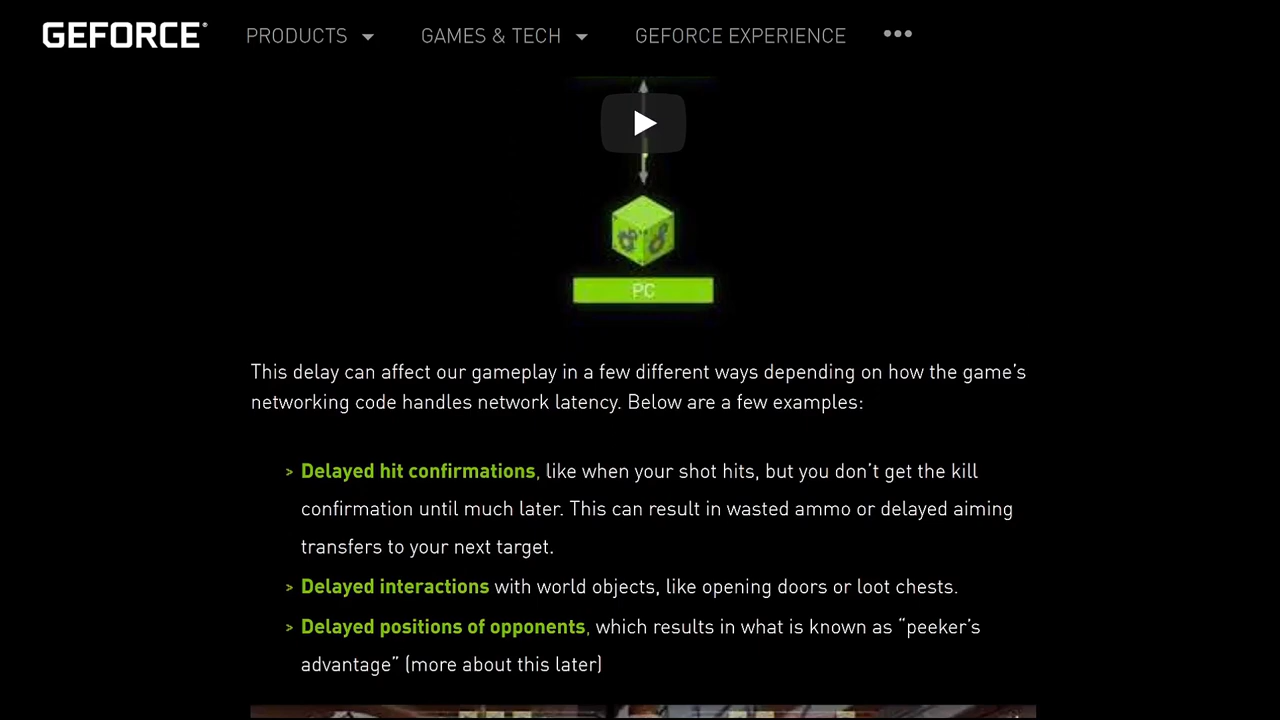 GEFORCE PRODUCTS GAMES & TECH GEFORCE EXPERIENCE •••
PC
This delay can affect our gameplay in a few different ways depending on how the game’s
networking code handles network latency. Below are a few examples:
> Delayed hit confirmations, like when your shot hits, but you don’t get the kill
confirmation until much later. This can result in wasted ammo or delayed aiming
transfers to your next target.
> Delayed interactions with world objects, like opening doors or loot chests.
> Delayed positions of opponents, which results in what is known as “peeker’s
advantage” (more about this later)